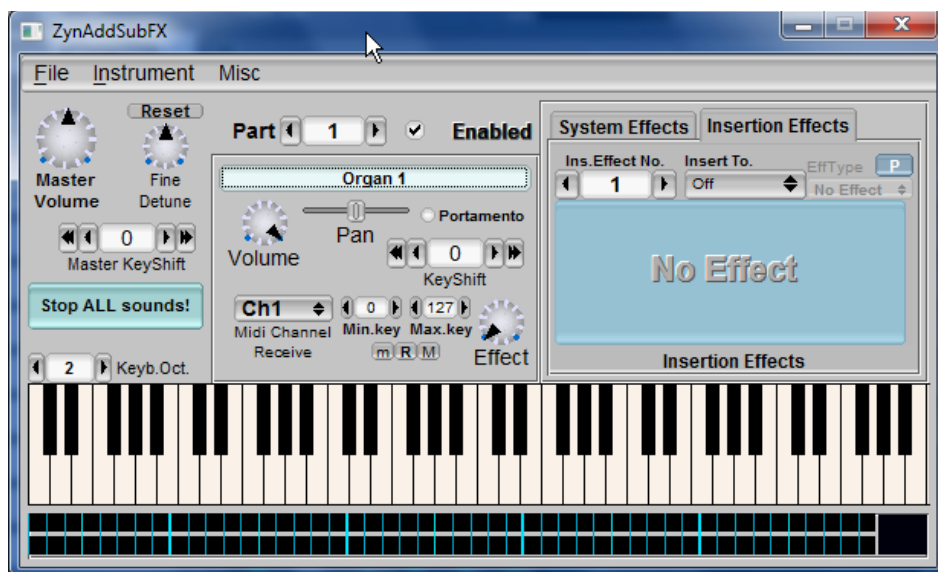 ZynAddSubFX
File Instrument Misc
Reset
Master Volume
Fine Detune
0
Master KeyShift
Stop ALL sounds!
2 Keyb.Oct.
Part 1 Enabled
Organ 1
Volume
Pan
Portamento
0
KeyShift
Ch1
Midi Channel Receive
0
Min.key
127
Max.key
m R M
Effect
System Effects Insertion Effects
Ins.Effect No.
1
Insert To.
Off
EffType P
No Effect
No Effect
Insertion Effects